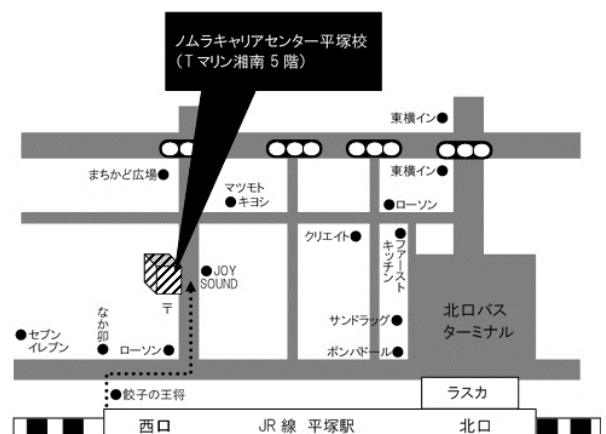 ノムラキャリアセンター平塚校
(Tマリン湘南5階)
東横イン
まちかど広場
東横イン
マツモト
キヨシ
ローソン
クリエイト
ファースト
キッチン
JOY
SOUND
〒
北口バス
ターミナル
セブン
イレブン
なか卯
ローソン
サンドラッグ
ポンパドール
ラスカ
餃子の王将
西口
JR線 平塚駅
北口